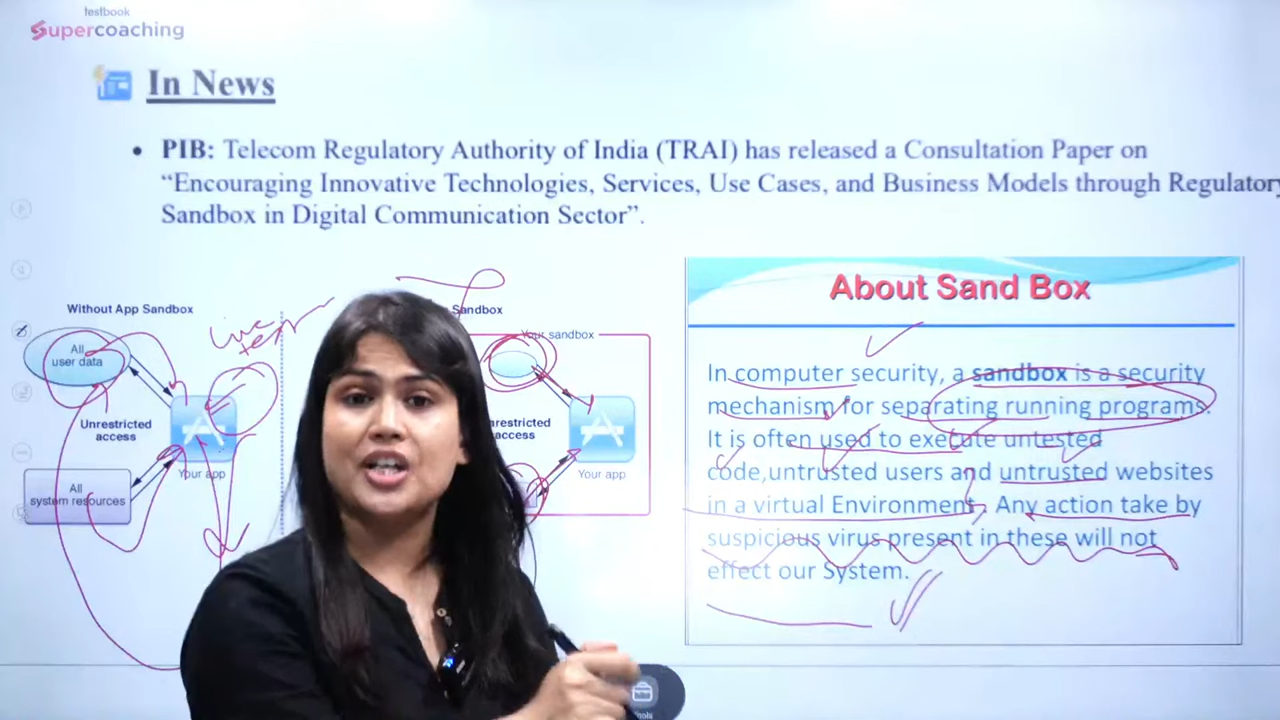 testbook
Supercoaching
In News
• PIB: Telecom Regulatory Authority of India (TRAI) has released a Consultation Paper on
“Encouraging Innovative Technologies, Services, Use Cases, and Business Models through Regulatory
Sandbox in Digital Communication Sector”.
Without App Sandbox
All
user data
Unrestricted
access
All
system resources
Your app
Live
Sandbox
Your sandbox
access
Your app
About Sand Box
In computer security, a sandbox is a security
mechanism for separating running programs.
It is often used to execute untested
code,untrusted users and untrusted websites
in a virtual Environment. Any action take by
suspicious virus present in these will not
effect our System.